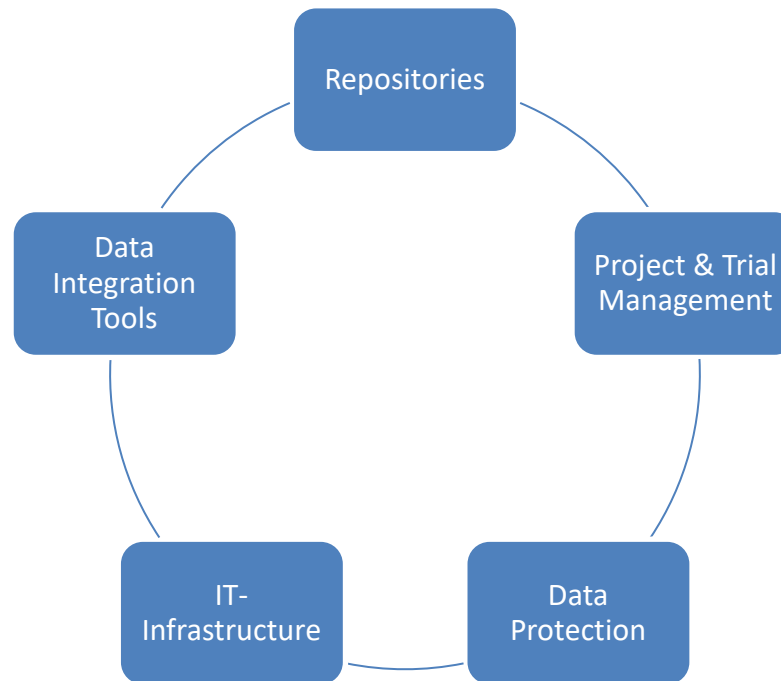 Repositories
Project & Trial
Management
Data
Protection
IT-
Infrastructure
Data
Integration
Tools